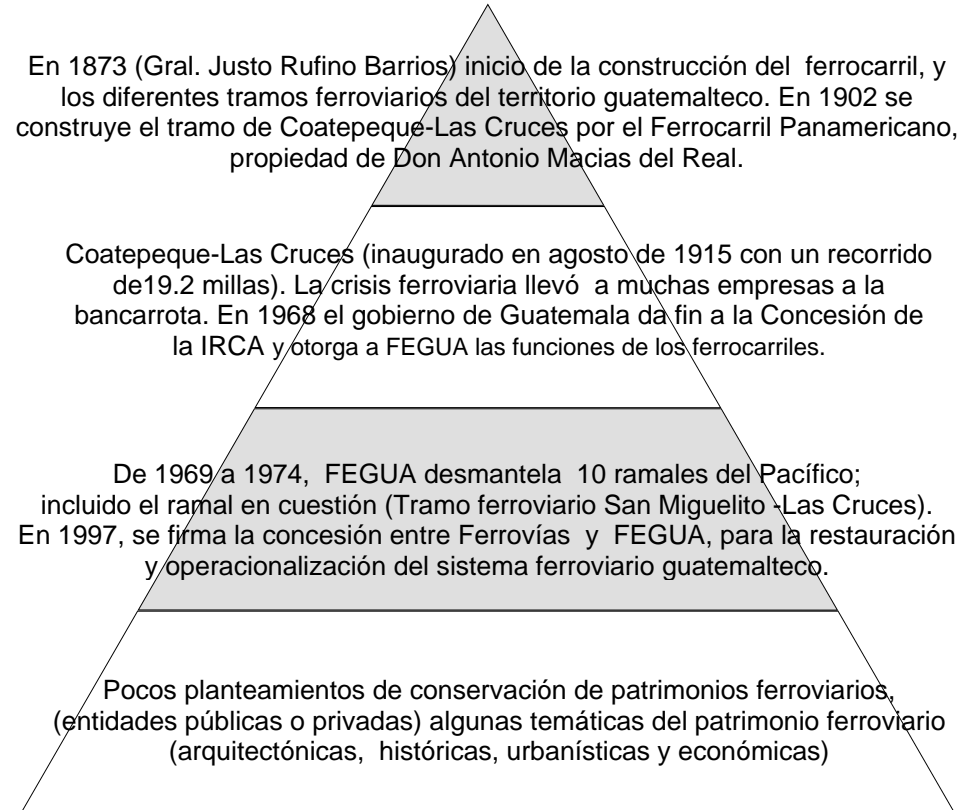 En 1873 (Gral. Justo Rufino Barrios) inicio de la construcción del ferrocarril, y
los diferentes tramos ferroviarios del territorio guatemalteco. En 1902 se
construye el tramo de Coatepeque-Las Cruces por el Ferrocarril Panamericano,
propiedad de Don Antonio Macias del Real.
Coatepeque-Las Cruces (inaugurado en agosto de 1915 con un recorrido
de19.2 millas). La crisis ferroviaria llevó a muchas empresas a la
bancarrota. En 1968 el gobierno de Guatemala da fin a la Concesión de
la IRCA y otorga a FEGUA las funciones de los ferrocarriles.
De 1969 a 1974, FEGUA desmantela 10 ramales del Pacífico;
incluido el ramal en cuestión (Tramo ferroviario San Miguelito -Las Cruces).
En 1997, se firma la concesión entre Ferrovías y FEGUA, para la restauración
y operacionalización del sistema ferroviario guatemalteco.
Pocos planteamientos de conservación de patrimonios ferroviarios,
(entidades públicas o privadas) algunas temáticas del patrimonio ferroviario
(arquitectónicas, históricas, urbanísticas y económicas)